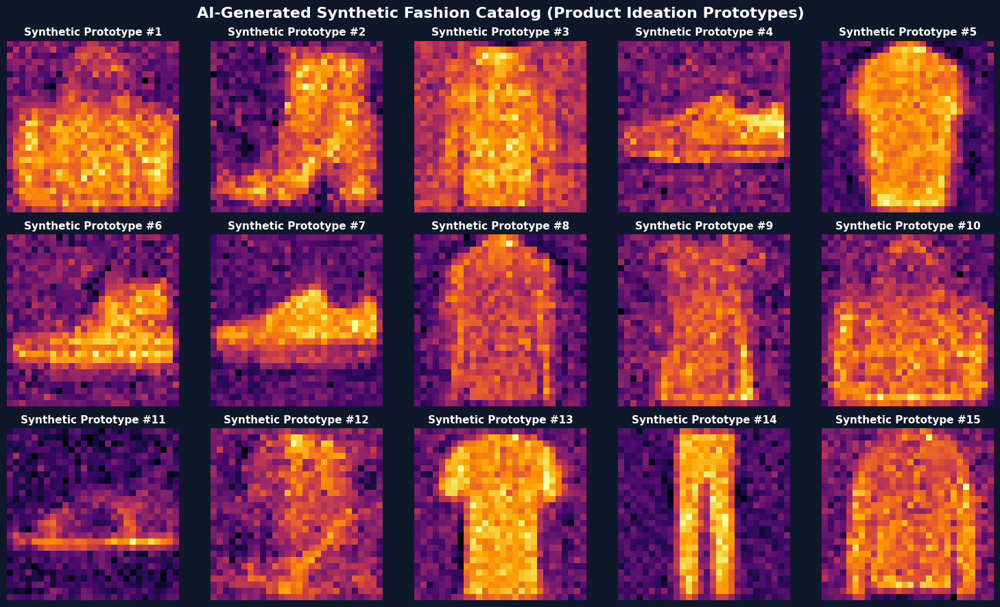 AI-Generated Synthetic Fashion Catalog (Product Ideation Prototypes)
Synthetic Prototype #1
Synthetic Prototype #2
Synthetic Prototype #3
Synthetic Prototype #4
Synthetic Prototype #5
Synthetic Prototype #6
Synthetic Prototype #7
Synthetic Prototype #8
Synthetic Prototype #9
Synthetic Prototype #10
Synthetic Prototype #11
Synthetic Prototype #12
Synthetic Prototype #13
Synthetic Prototype #14
Synthetic Prototype #15